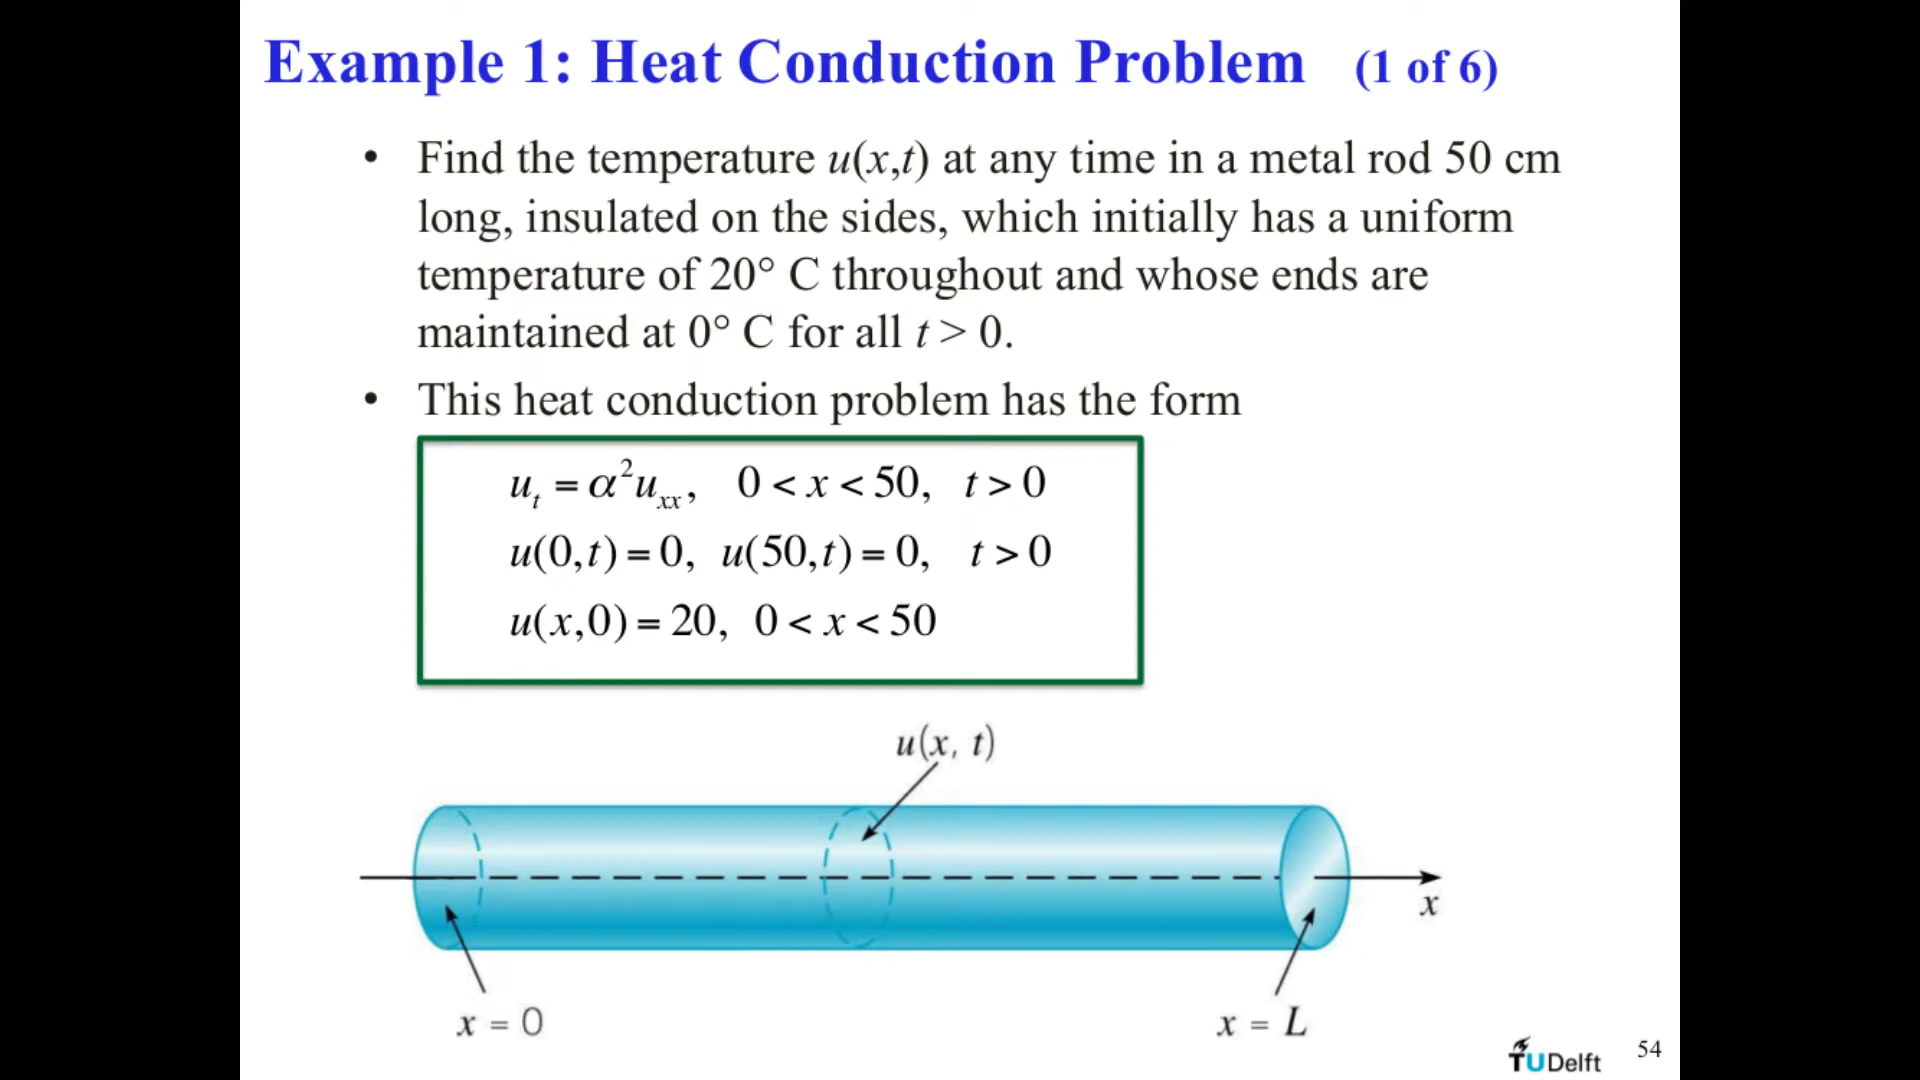 Example 1: Heat Conduction Problem (1 of 6)
• Find the temperature u(x,t) at any time in a metal rod 50 cm
long, insulated on the sides, which initially has a uniform
temperature of 20° C throughout and whose ends are
maintained at 0° C for all t > 0.
• This heat conduction problem has the form
uₜ = α²uₓₓ, 0 < x < 50, t > 0
u(0,t) = 0, u(50,t) = 0, t > 0
u(x,0) = 20, 0 < x < 50
u(x, t)
x
x = 0
x = L
TUDelft
54